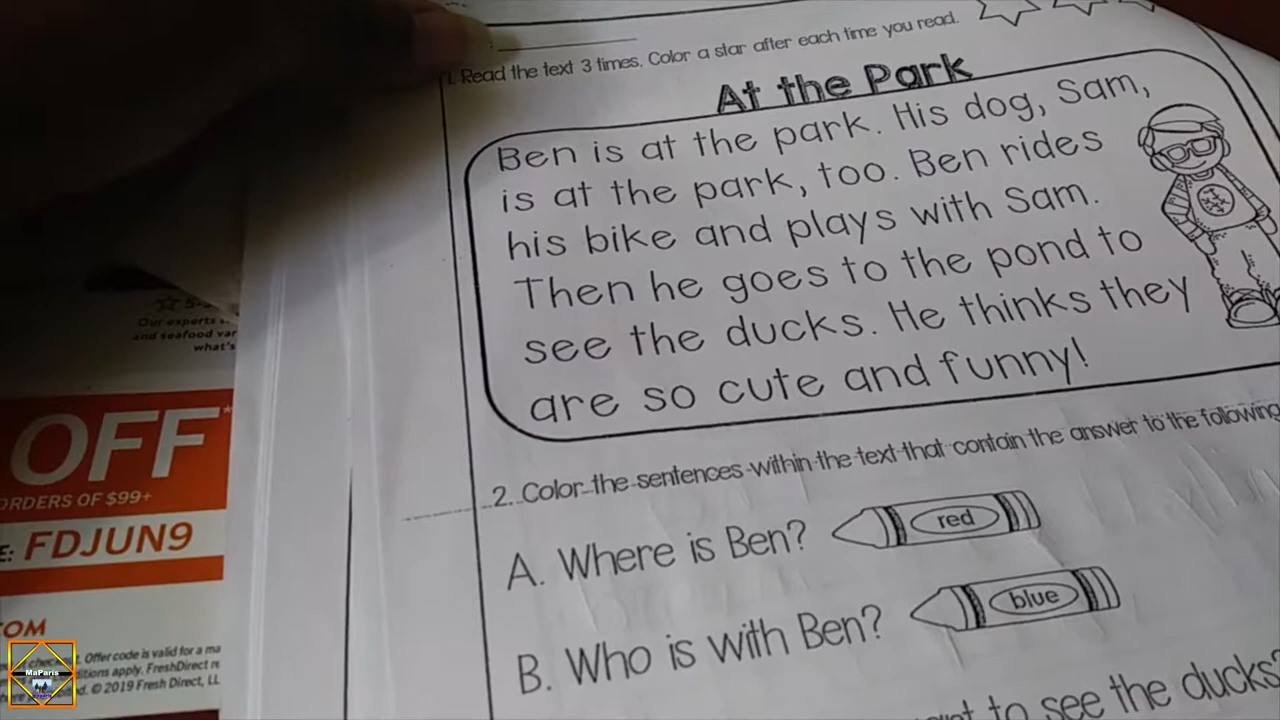 1. Read the text 3 times. Color a star after each time you read.
At the Park
Ben is at the park. His dog, Sam,
is at the park, too. Ben rides
his bike and plays with Sam.
Then he goes to the pond to
see the ducks. He thinks they
are so cute and funny!
2. Color the sentences within the text that contain the answer to the following
A. Where is Ben?
red
B. Who is with Ben?
blue
to see the ducks?
Our experts
and seafood var
what's
OFF*
ORDERS OF $99+
E: FDJUN9
OM
Offer code is valid for a ma
tions apply. FreshDirect re
© 2019 Fresh Direct, LL
MaParis